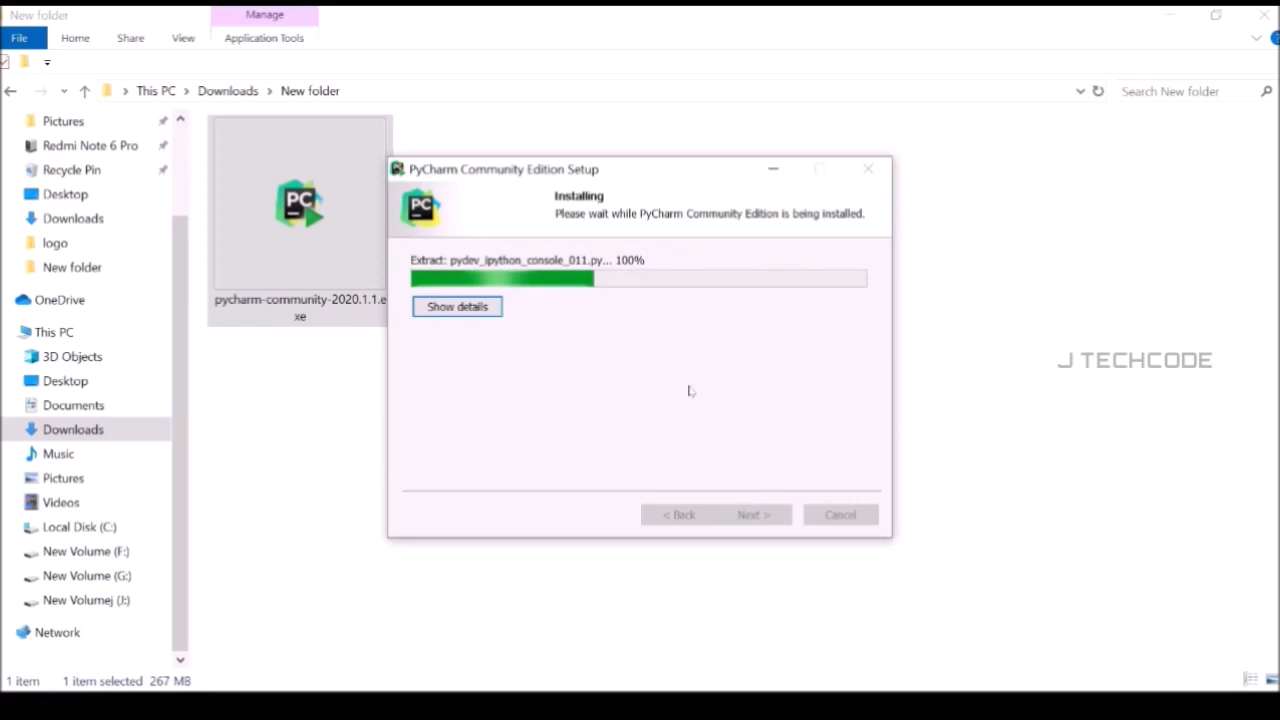 New folder
Manage
File
Home
Share
View
Application Tools
This PC
Downloads
New folder
Search New folder
Pictures
Redmi Note 6 Pro
Recycle Pin
Desktop
Downloads
logo
New folder
OneDrive
This PC
3D Objects
Desktop
Documents
Downloads
Music
Pictures
Videos
Local Disk (C:)
New Volume (F:)
New Volume (G:)
New Volumej (J:)
Network
PC
pycharm-community-2020.1.1.e
xe
PyCharm Community Edition Setup
PC
Installing
Please wait while PyCharm Community Edition is being installed.
Extract: pydev_ipython_console_011.py... 100%
Show details
< Back
Next >
Cancel
J TECHCODE
1 item
1 item selected 267 MB